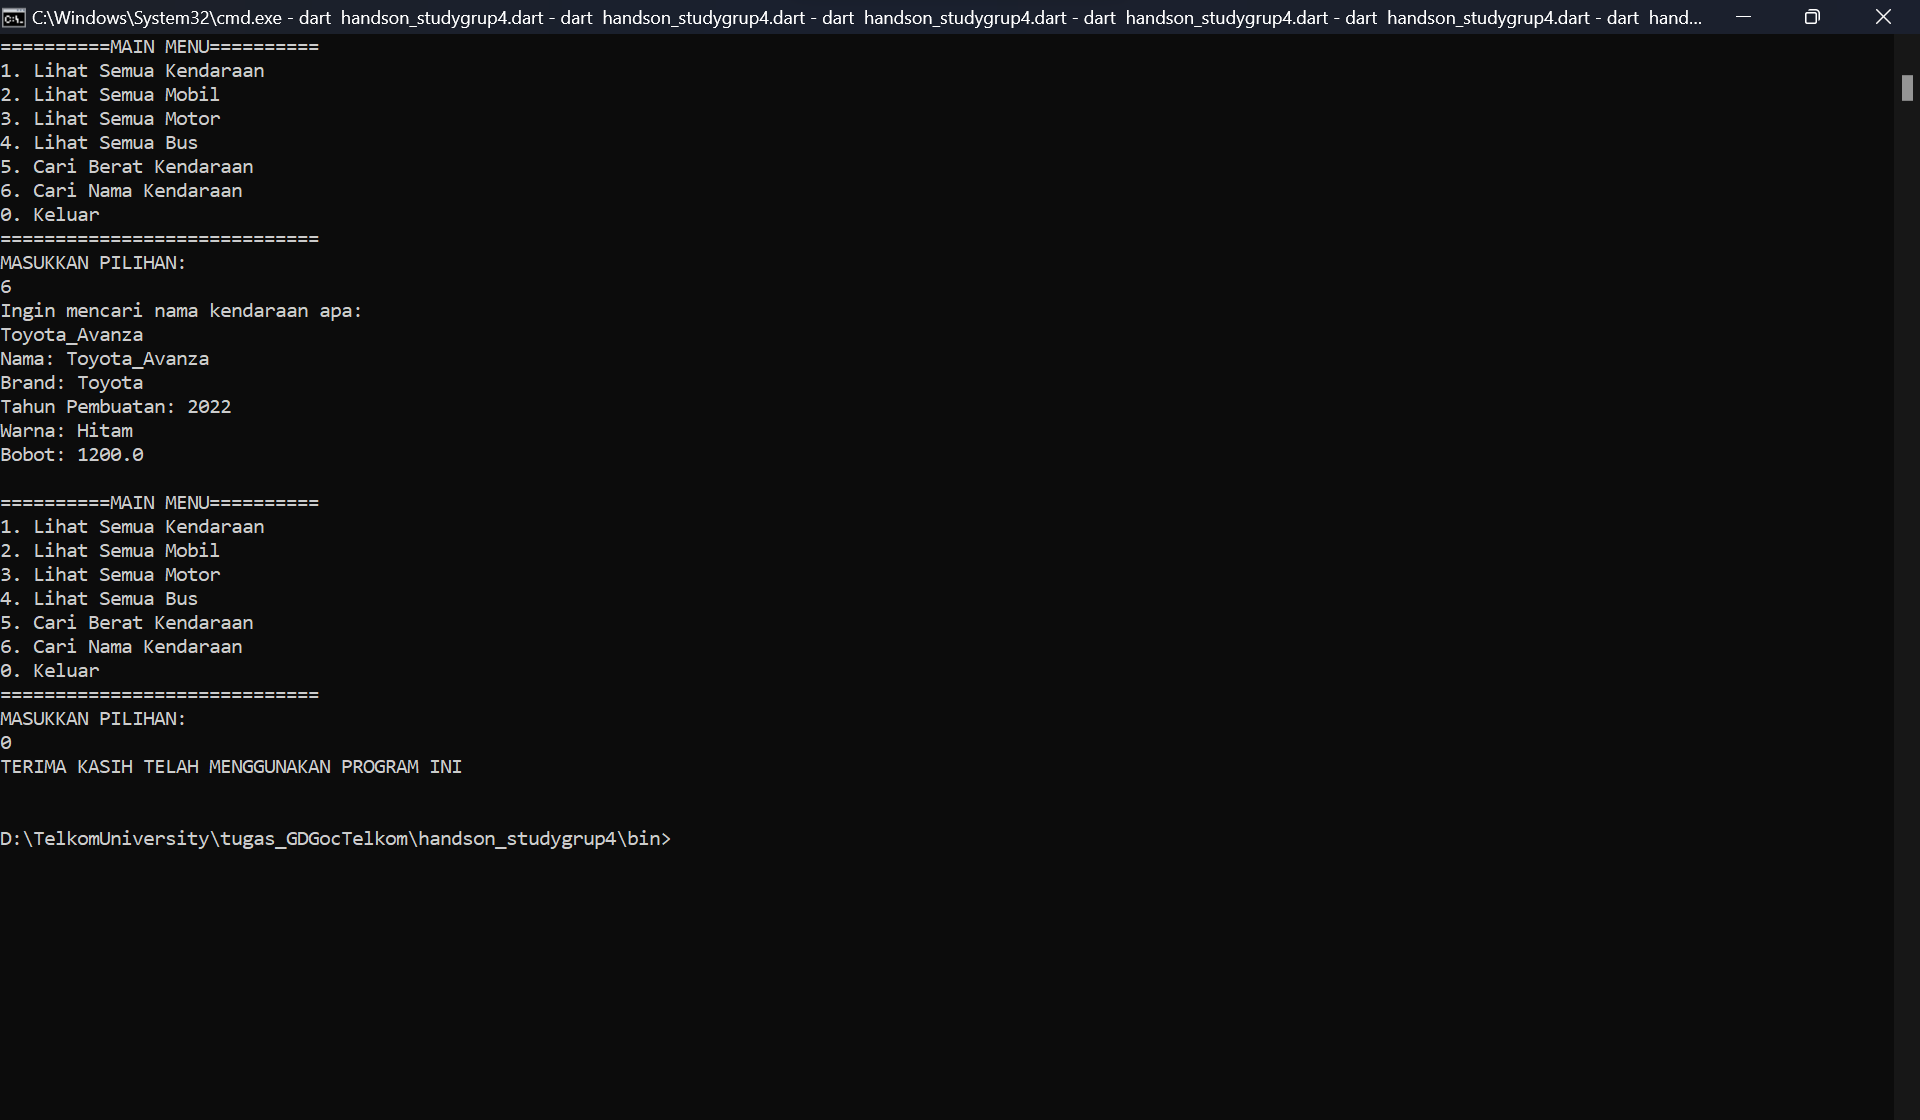 C:\Windows\System32\cmd.exe - dart  handson_studygrup4.dart - dart  handson_studygrup4.dart - dart  handson_studygrup4.dart - dart  handson_studygrup4.dart - dart  handson_studygrup4.dart - dart  hand...
==========MAIN MENU==========
1. Lihat Semua Kendaraan
2. Lihat Semua Mobil
3. Lihat Semua Motor
4. Lihat Semua Bus
5. Cari Berat Kendaraan
6. Cari Nama Kendaraan
0. Keluar
=============================
MASUKKAN PILIHAN:
6
Ingin mencari nama kendaraan apa:
Toyota_Avanza
Nama: Toyota_Avanza
Brand: Toyota
Tahun Pembuatan: 2022
Warna: Hitam
Bobot: 1200.0
==========MAIN MENU==========
1. Lihat Semua Kendaraan
2. Lihat Semua Mobil
3. Lihat Semua Motor
4. Lihat Semua Bus
5. Cari Berat Kendaraan
6. Cari Nama Kendaraan
0. Keluar
=============================
MASUKKAN PILIHAN:
0
TERIMA KASIH TELAH MENGGUNAKAN PROGRAM INI
D:\TelkomUniversity\tugas_GDGocTelkom\handson_studygrup4\bin>